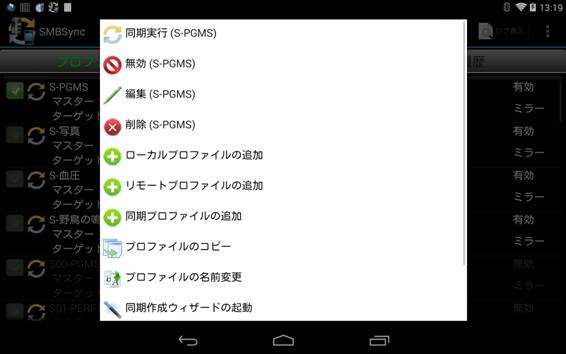 13:19
SMBSync
ログ表示
プロフ
履歴
同期実行 (S-PGMS)
無効 (S-PGMS)
編集 (S-PGMS)
削除 (S-PGMS)
ローカルプロファイルの追加
リモートプロファイルの追加
同期プロファイルの追加
プロファイルのコピー
プロファイルの名前変更
同期作成ウィザードの起動
S-PGMS
有効
マスター
ミラー
ターゲット
S-写真
有効
マスター
ミラー
ターゲット
S-血圧
有効
マスター
ミラー
ターゲット
S-野鳥の鳴
有効
マスター
ミラー
ターゲット
S00-PGMS
無効
マスター
ミラー
ターゲット
S01-PERF
無効